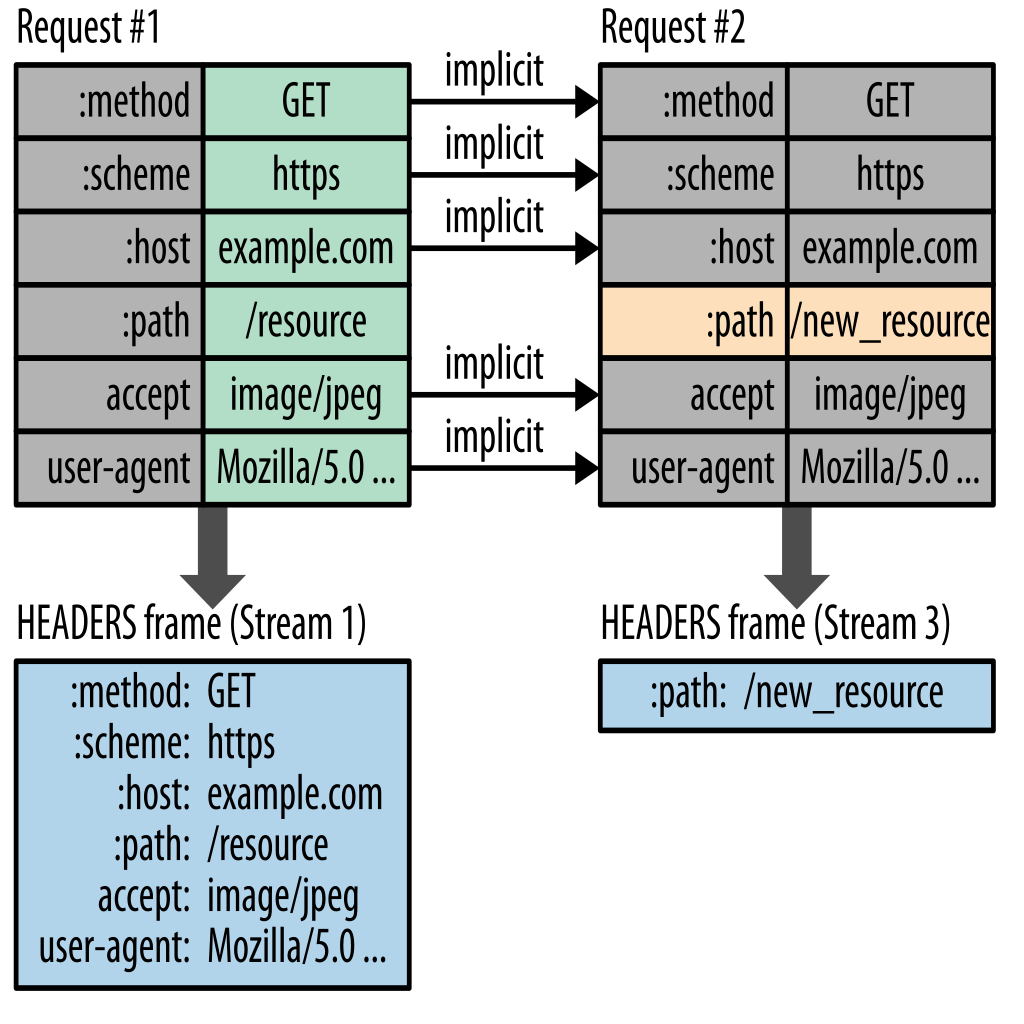 Request #1
:method GET
:scheme https
:host example.com
:path /resource
accept image/jpeg
user-agent Mozilla/5.0 ...
implicit
implicit
implicit
implicit
implicit
Request #2
:method GET
:scheme https
:host example.com
:path /new_resource
accept image/jpeg
user-agent Mozilla/5.0 ...
HEADERS frame (Stream 1)
:method: GET
:scheme: https
:host: example.com
:path: /resource
accept: image/jpeg
user-agent: Mozilla/5.0 ...
HEADERS frame (Stream 3)
:path: /new_resource